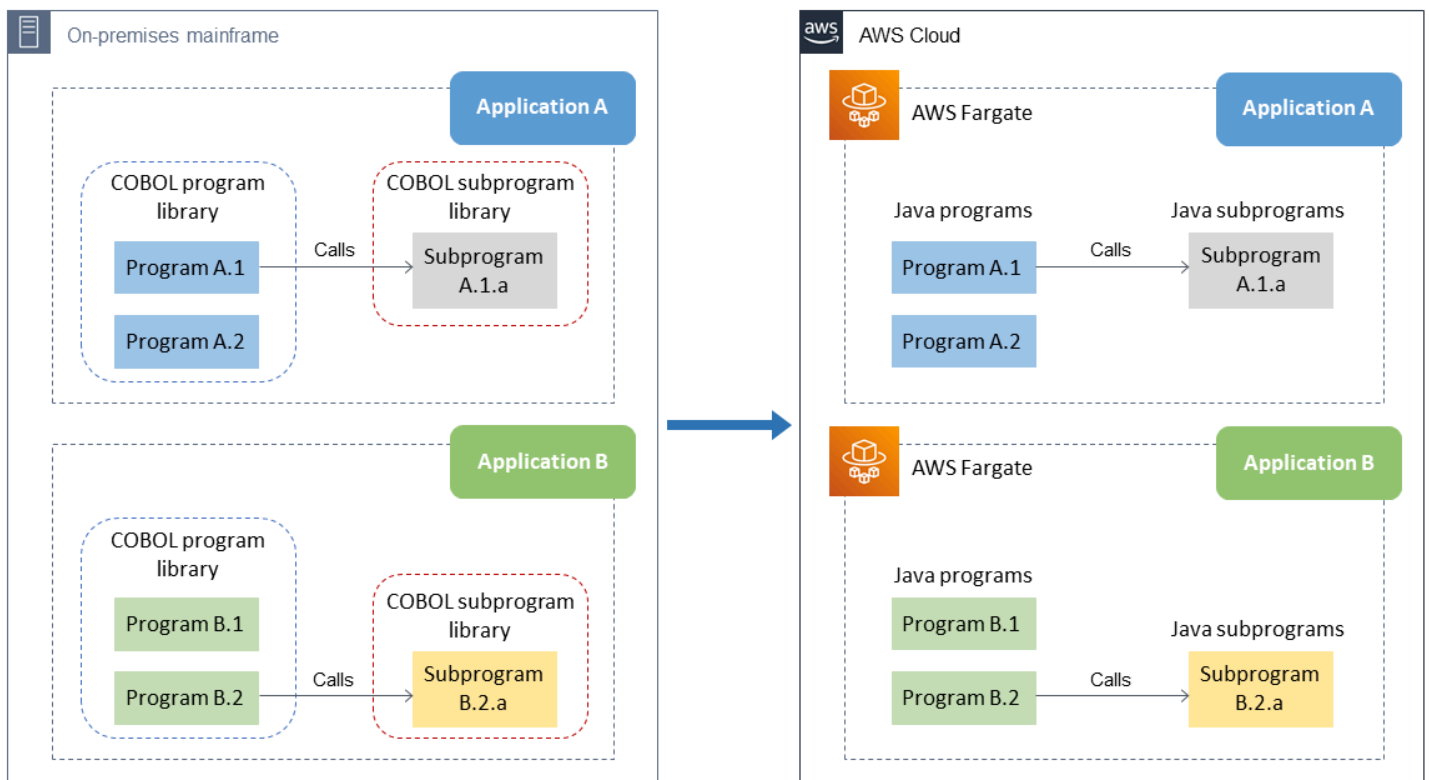 On-premises mainframe
Application A
COBOL program
library
COBOL subprogram
library
Program A.1
Calls
Subprogram
A.1.a
Program A.2
Application B
COBOL program
library
Program B.1
COBOL subprogram
library
Program B.2
Calls
Subprogram
B.2.a
aws
AWS Cloud
AWS Fargate
Application A
Java programs
Java subprograms
Program A.1
Calls
Subprogram
A.1.a
Program A.2
AWS Fargate
Application B
Java programs
Program B.1
Java subprograms
Program B.2
Calls
Subprogram
B.2.a